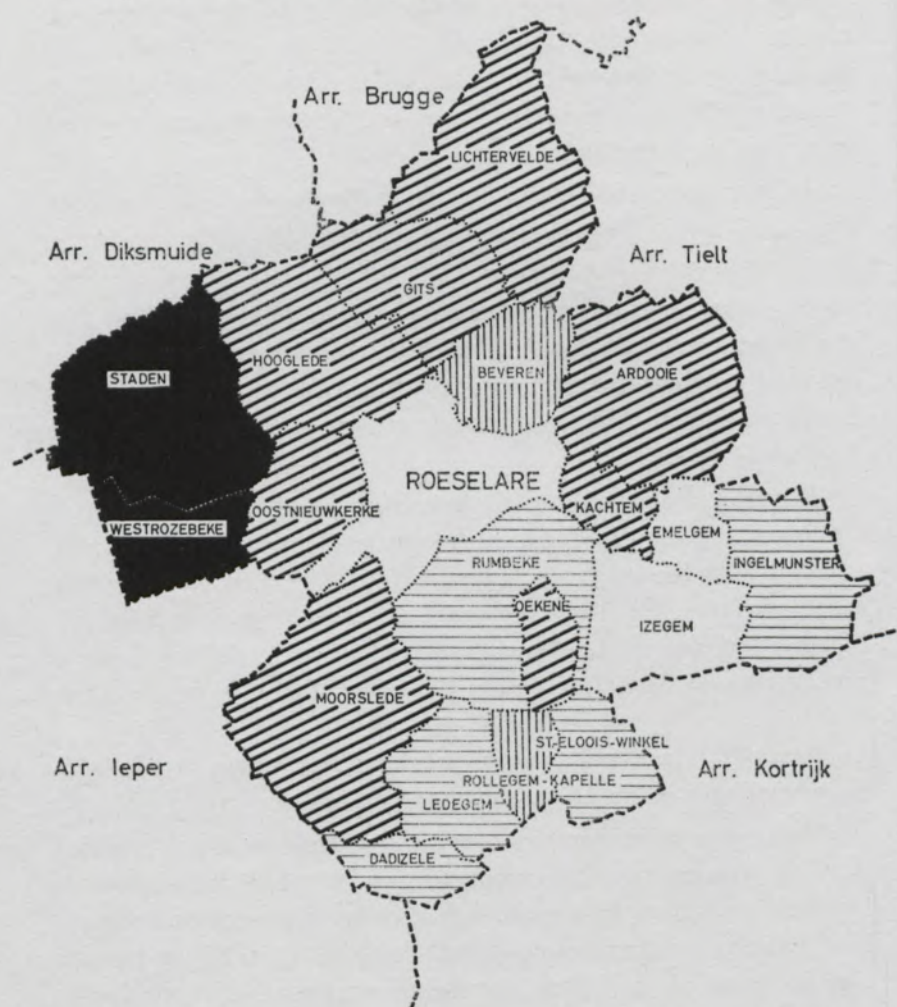 Arr. Brugge
LICHTERVELDE
Arr. Diksmuide
Arr. Tielt
GITS
HOOGLEDE
BEVEREN
ARDOOIE
STADEN
ROESELARE
OOSTNIEUWKERKE
KACHTEM
WESTROZEBEKE
EMELGEM
RUMBEKE
INGELMUNSTER
OEKENE
IZEGEM
MOORSLEDE
ST-ELOOIS-WINKEL
Arr. Ieper
Arr. Kortrijk
ROLLEGEM-KAPELLE
LEDEGEM
DADIZELE